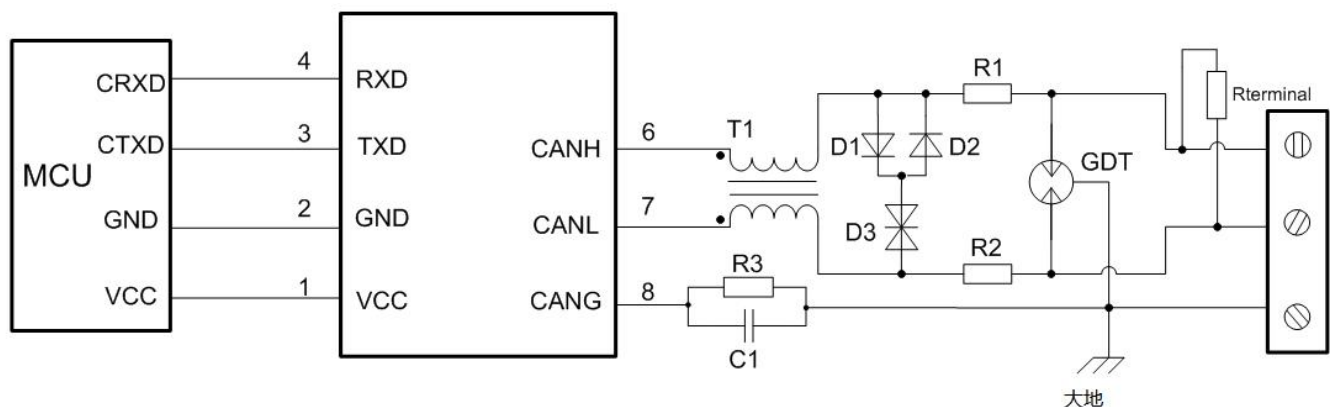 MCU
CRXD
CTXD
GND
VCC
4
3
2
1
RXD
TXD
GND
VCC
CANH
CANL
CANG
6
7
8
T1
D1
D2
D3
R1
R2
R3
C1
GDT
Rterminal
大地